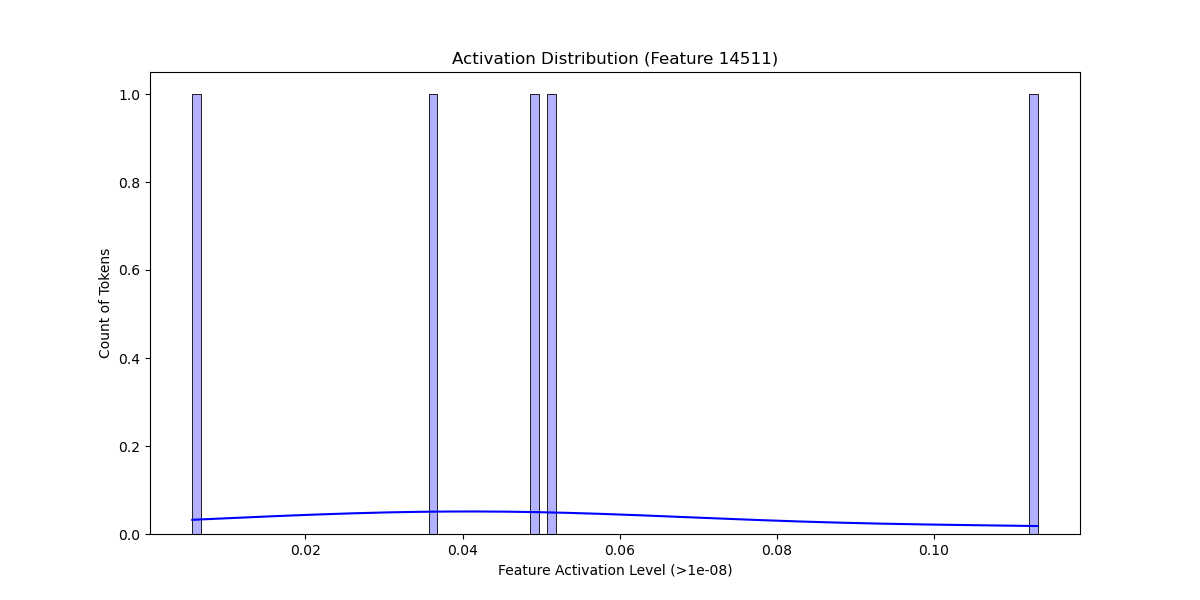 Activation Distribution (Feature 14511)
1.0
0.8
0.6
0.4
0.2
0.0
Count of Tokens
0.02 0.04 0.06 0.08 0.10
Feature Activation Level (>1e-08)